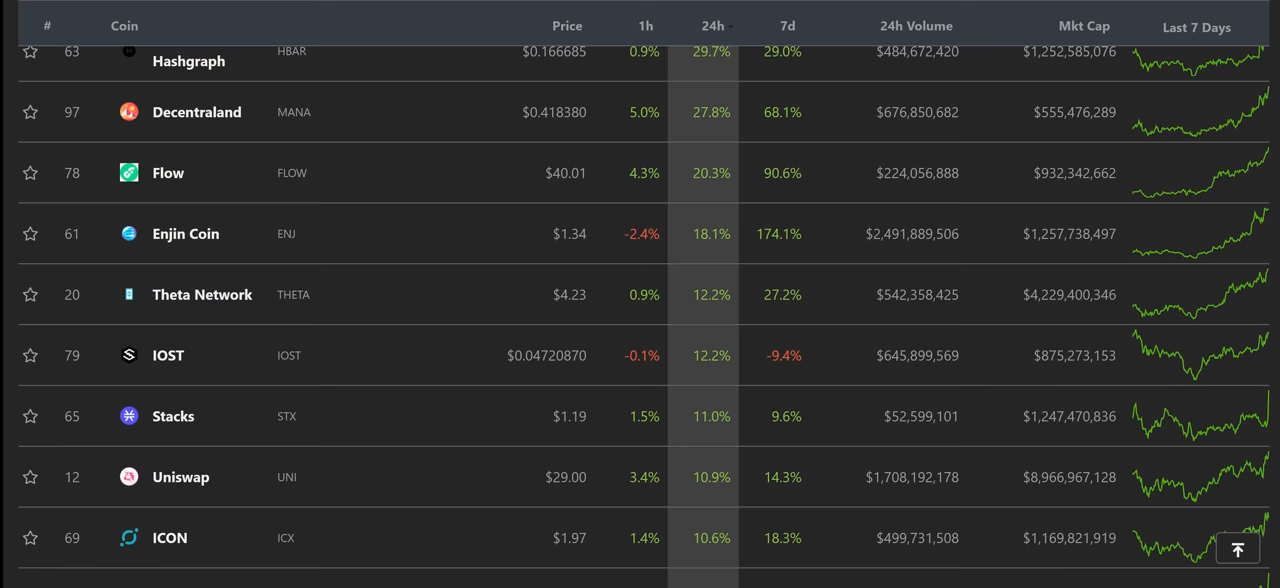 # Coin Price 1h 24h 7d 24h Volume Mkt Cap Last 7 Days
63 Hashgraph HBAR $0.166685 0.9% 29.7% 29.0% $484,672,420 $1,252,585,076
97 Decentraland MANA $0.418380 5.0% 27.8% 68.1% $676,850,682 $555,476,289
78 Flow FLOW $40.01 4.3% 20.3% 90.6% $224,056,888 $932,342,662
61 Enjin Coin ENJ $1.34 -2.4% 18.1% 174.1% $2,491,889,506 $1,257,738,497
20 Theta Network THETA $4.23 0.9% 12.2% 27.2% $542,358,425 $4,229,400,346
79 IOST IOST $0.04720870 -0.1% 12.2% -9.4% $645,899,569 $875,273,153
65 Stacks STX $1.19 1.5% 11.0% 9.6% $52,599,101 $1,247,470,836
12 Uniswap UNI $29.00 3.4% 10.9% 14.3% $1,708,192,178 $8,966,967,128
69 ICON ICX $1.97 1.4% 10.6% 18.3% $499,731,508 $1,169,821,919